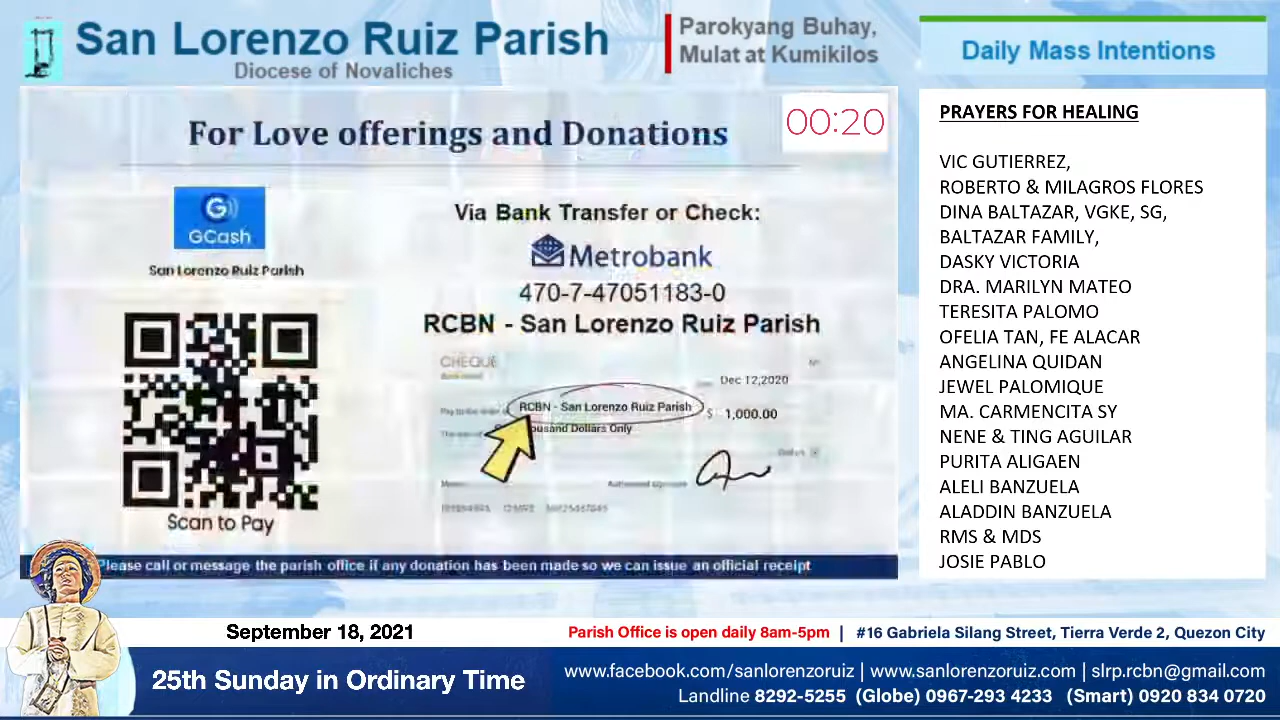 San Lorenzo Ruiz Parish
Diocese of Novaliches
Parokyang Buhay,
Mulat at Kumikilos
Daily Mass Intentions
For Love offerings and Donations
00:20
GCash
San Lorenzo Ruiz Parish
Scan to Pay
Via Bank Transfer or Check:
Metrobank
470-7-47051183-0
RCBN - San Lorenzo Ruiz Parish
CHEQUE
Dec 12,2020
Pay to the order of RCBN - San Lorenzo Ruiz Parish $ 1,000.00
ousand Dollars Only
Authorized signature
Please call or message the parish office if any donation has been made so we can issue an official receipt
PRAYERS FOR HEALING
VIC GUTIERREZ,
ROBERTO & MILAGROS FLORES
DINA BALTAZAR, VGKE, SG,
BALTAZAR FAMILY,
DASKY VICTORIA
DRA. MARILYN MATEO
TERESITA PALOMO
OFELIA TAN, FE ALACAR
ANGELINA QUIDAN
JEWEL PALOMIQUE
MA. CARMENCITA SY
NENE & TING AGUILAR
PURITA ALIGAEN
ALELI BANZUELA
ALADDIN BANZUELA
RMS & MDS
JOSIE PABLO
September 18, 2021
Parish Office is open daily 8am-5pm | #16 Gabriela Silang Street, Tierra Verde 2, Quezon City
25th Sunday in Ordinary Time
www.facebook.com/sanlorenzoruiz | www.sanlorenzoruiz.com | slrp.rcbn@gmail.com
Landline 8292-5255 (Globe) 0967-293 4233 (Smart) 0920 834 0720